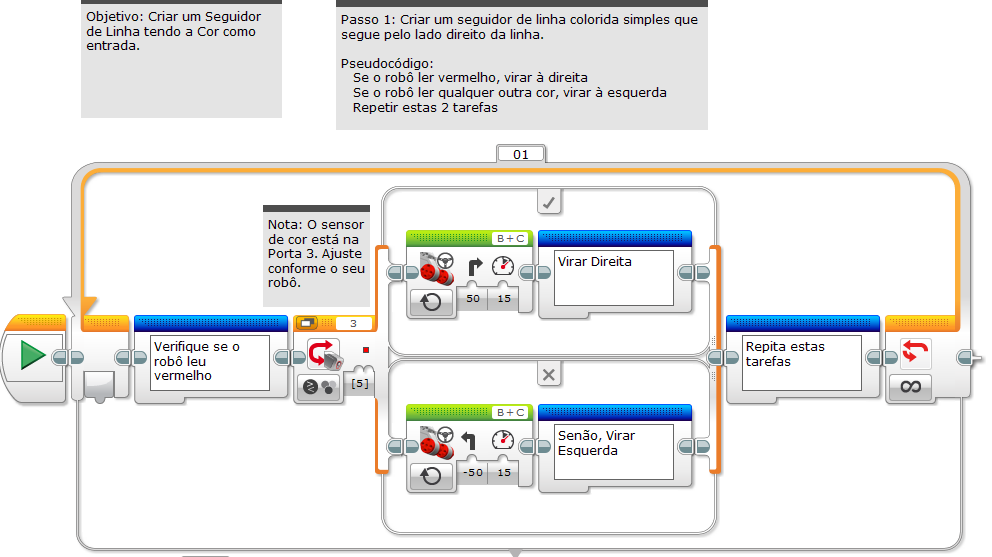 Objetivo: Criar um Seguidor
de Linha tendo a Cor como
entrada.
Passo 1: Criar um seguidor de linha colorida simples que
segue pelo lado direito da linha.
Pseudocódigo:
Se o robô ler vermelho, virar à direita
Se o robô ler qualquer outra cor, virar à esquerda
Repetir estas 2 tarefas
01
Nota: O sensor
de cor está na
Porta 3. Ajuste
conforme o seu
robô.
B+C
Virar Direita
50 15
Verifique se o
robô leu
vermelho
3
[5]
Repita estas
tarefas
∞
B+C
Senão, Virar
Esquerda
-50 15